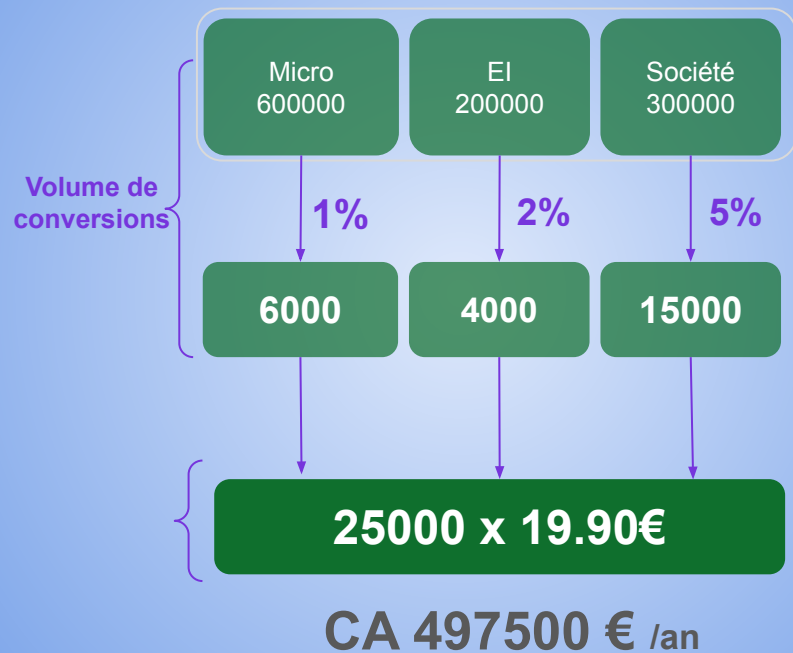 Micro
600000
EI
200000
Société
300000
Volume de
conversions
1%
2%
5%
6000
4000
15000
25000 x 19.90€
CA 497500 € /an